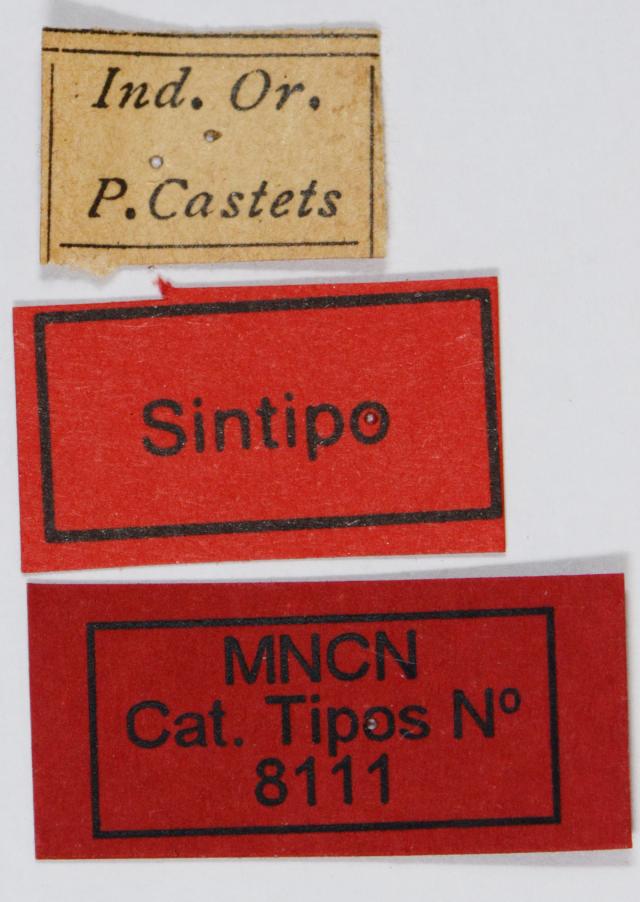 Ind. Or.
P. Castets
Sintipo
MNCN
Cat. Tipos Nº
8111